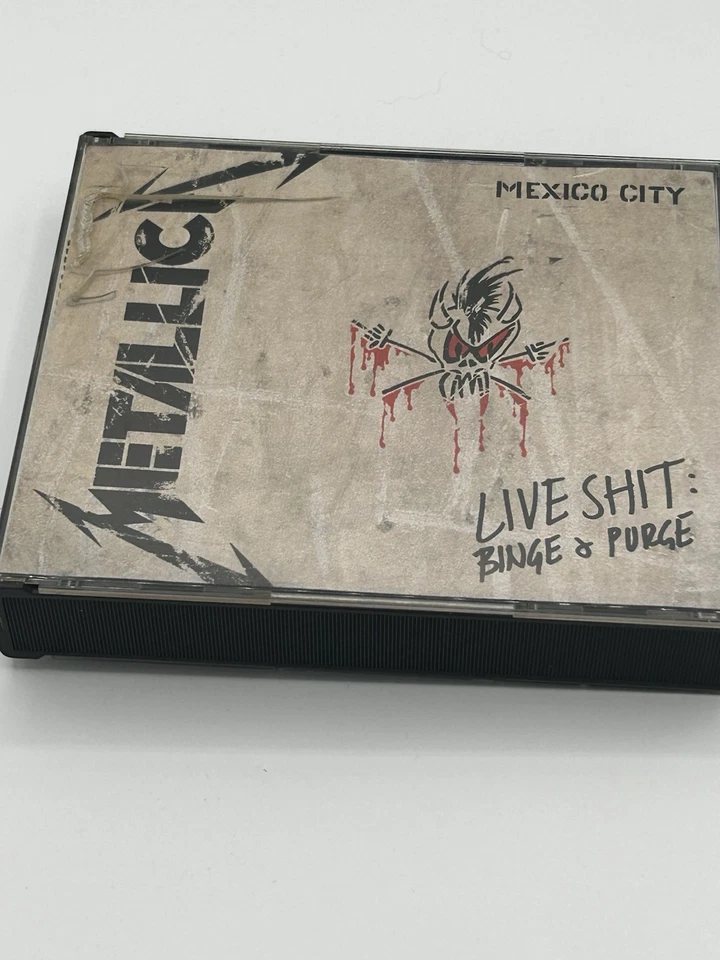 METALLICA
MEXICO CITY
LIVE SHIT:
BINGE & PURGE